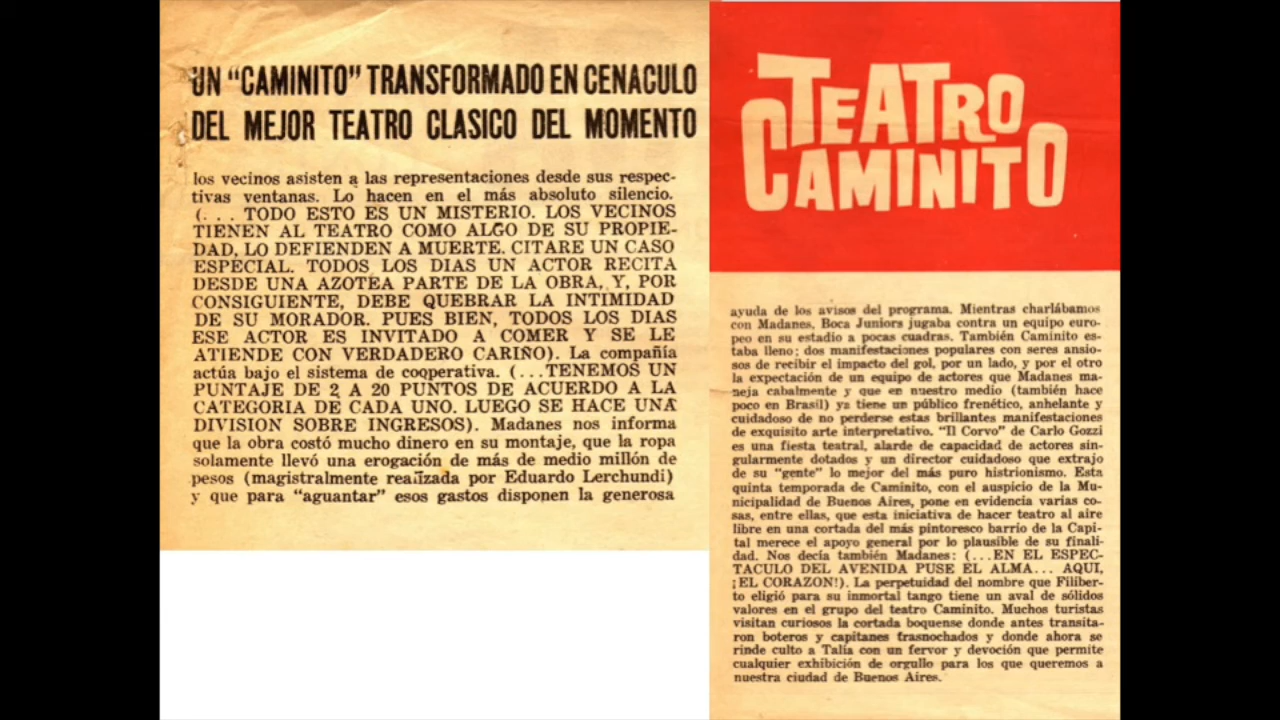 UN “CAMINITO” TRANSFORMADO EN CENACULO
DEL MEJOR TEATRO CLASICO DEL MOMENTO
los vecinos asisten a las representaciones desde sus respec-
tivas ventanas. Lo hacen en el más absoluto silencio.
(. . . TODO ESTO ES UN MISTERIO. LOS VECINOS
TIENEN AL TEATRO COMO ALGO DE SU PROPIE-
DAD, LO DEFIENDEN A MUERTE. CITARE UN CASO
ESPECIAL. TODOS LOS DIAS UN ACTOR RECITA
DESDE UNA AZOTEA PARTE DE LA OBRA, Y, POR
CONSIGUIENTE, DEBE QUEBRAR LA INTIMIDAD
DE SU MORADOR. PUES BIEN, TODOS LOS DIAS
ESE ACTOR ES INVITADO A COMER Y SE LE
ATIENDE CON VERDADERO CARIÑO). La compañía
actúa bajo el sistema de cooperativa. (...TENEMOS UN
PUNTAJE DE 2 A 20 PUNTOS DE ACUERDO A LA
CATEGORIA DE CADA UNO. LUEGO SE HACE UNA
DIVISION SOBRE INGRESOS). Madanes nos informa
que la obra costó mucho dinero en su montaje, que la ropa
solamente llevó una erogación de más de medio millón de
pesos (magistralmente realizada por Eduardo Lerchundi)
y que para “aguantar” esos gastos disponen la generosa
TEATRO
CAMINITO
ayuda de los avisos del programa. Mientras charlábamos
con Madanes, Boca Juniors jugaba contra un equipo euro-
peo en su estadio a pocas cuadras. También Caminito es-
taba lleno; dos manifestaciones populares con seres ansio-
sos de recibir el impacto del gol, por un lado, y por el otro
la expectación de un equipo de actores que Madanes ma-
neja cabalmente y que en nuestro medio (también hace
poco en Brasil) ya tiene un público frenético, anhelante y
cuidadoso de no perderse estas brillantes manifestaciones
de exquisito arte interpretativo. “Il Corvo” de Carlo Gozzi
es una fiesta teatral, alarde de capacidad de actores sin-
gularmente dotados y un director cuidadoso que extrajo
de su “gente” lo mejor del más puro histrionismo. Esta
quinta temporada de Caminito, con el auspicio de la Mu-
nicipalidad de Buenos Aires, pone en evidencia varias co-
sas, entre ellas, que esta iniciativa de hacer teatro al aire
libre en una cortada del más pintoresco barrio de la Capi-
tal merece el apoyo general por lo plausible de su finali-
dad. Nos decía también Madanes: (...EN EL ESPEC-
TACULO DEL AVENIDA PUSE EL ALMA... AQUI,
¡EL CORAZON!). La perpetuidad del nombre que Filiber-
to eligió para su inmortal tango tiene un aval de sólidos
valores en el grupo del teatro Caminito. Muchos turistas
visitan curiosos la cortada boquense donde antes transita-
ron boteros y capitanes trasnochados y donde ahora se
rinde culto a Talía con un fervor y devoción que permite
cualquier exhibición de orgullo para los que queremos a
nuestra ciudad de Buenos Aires.